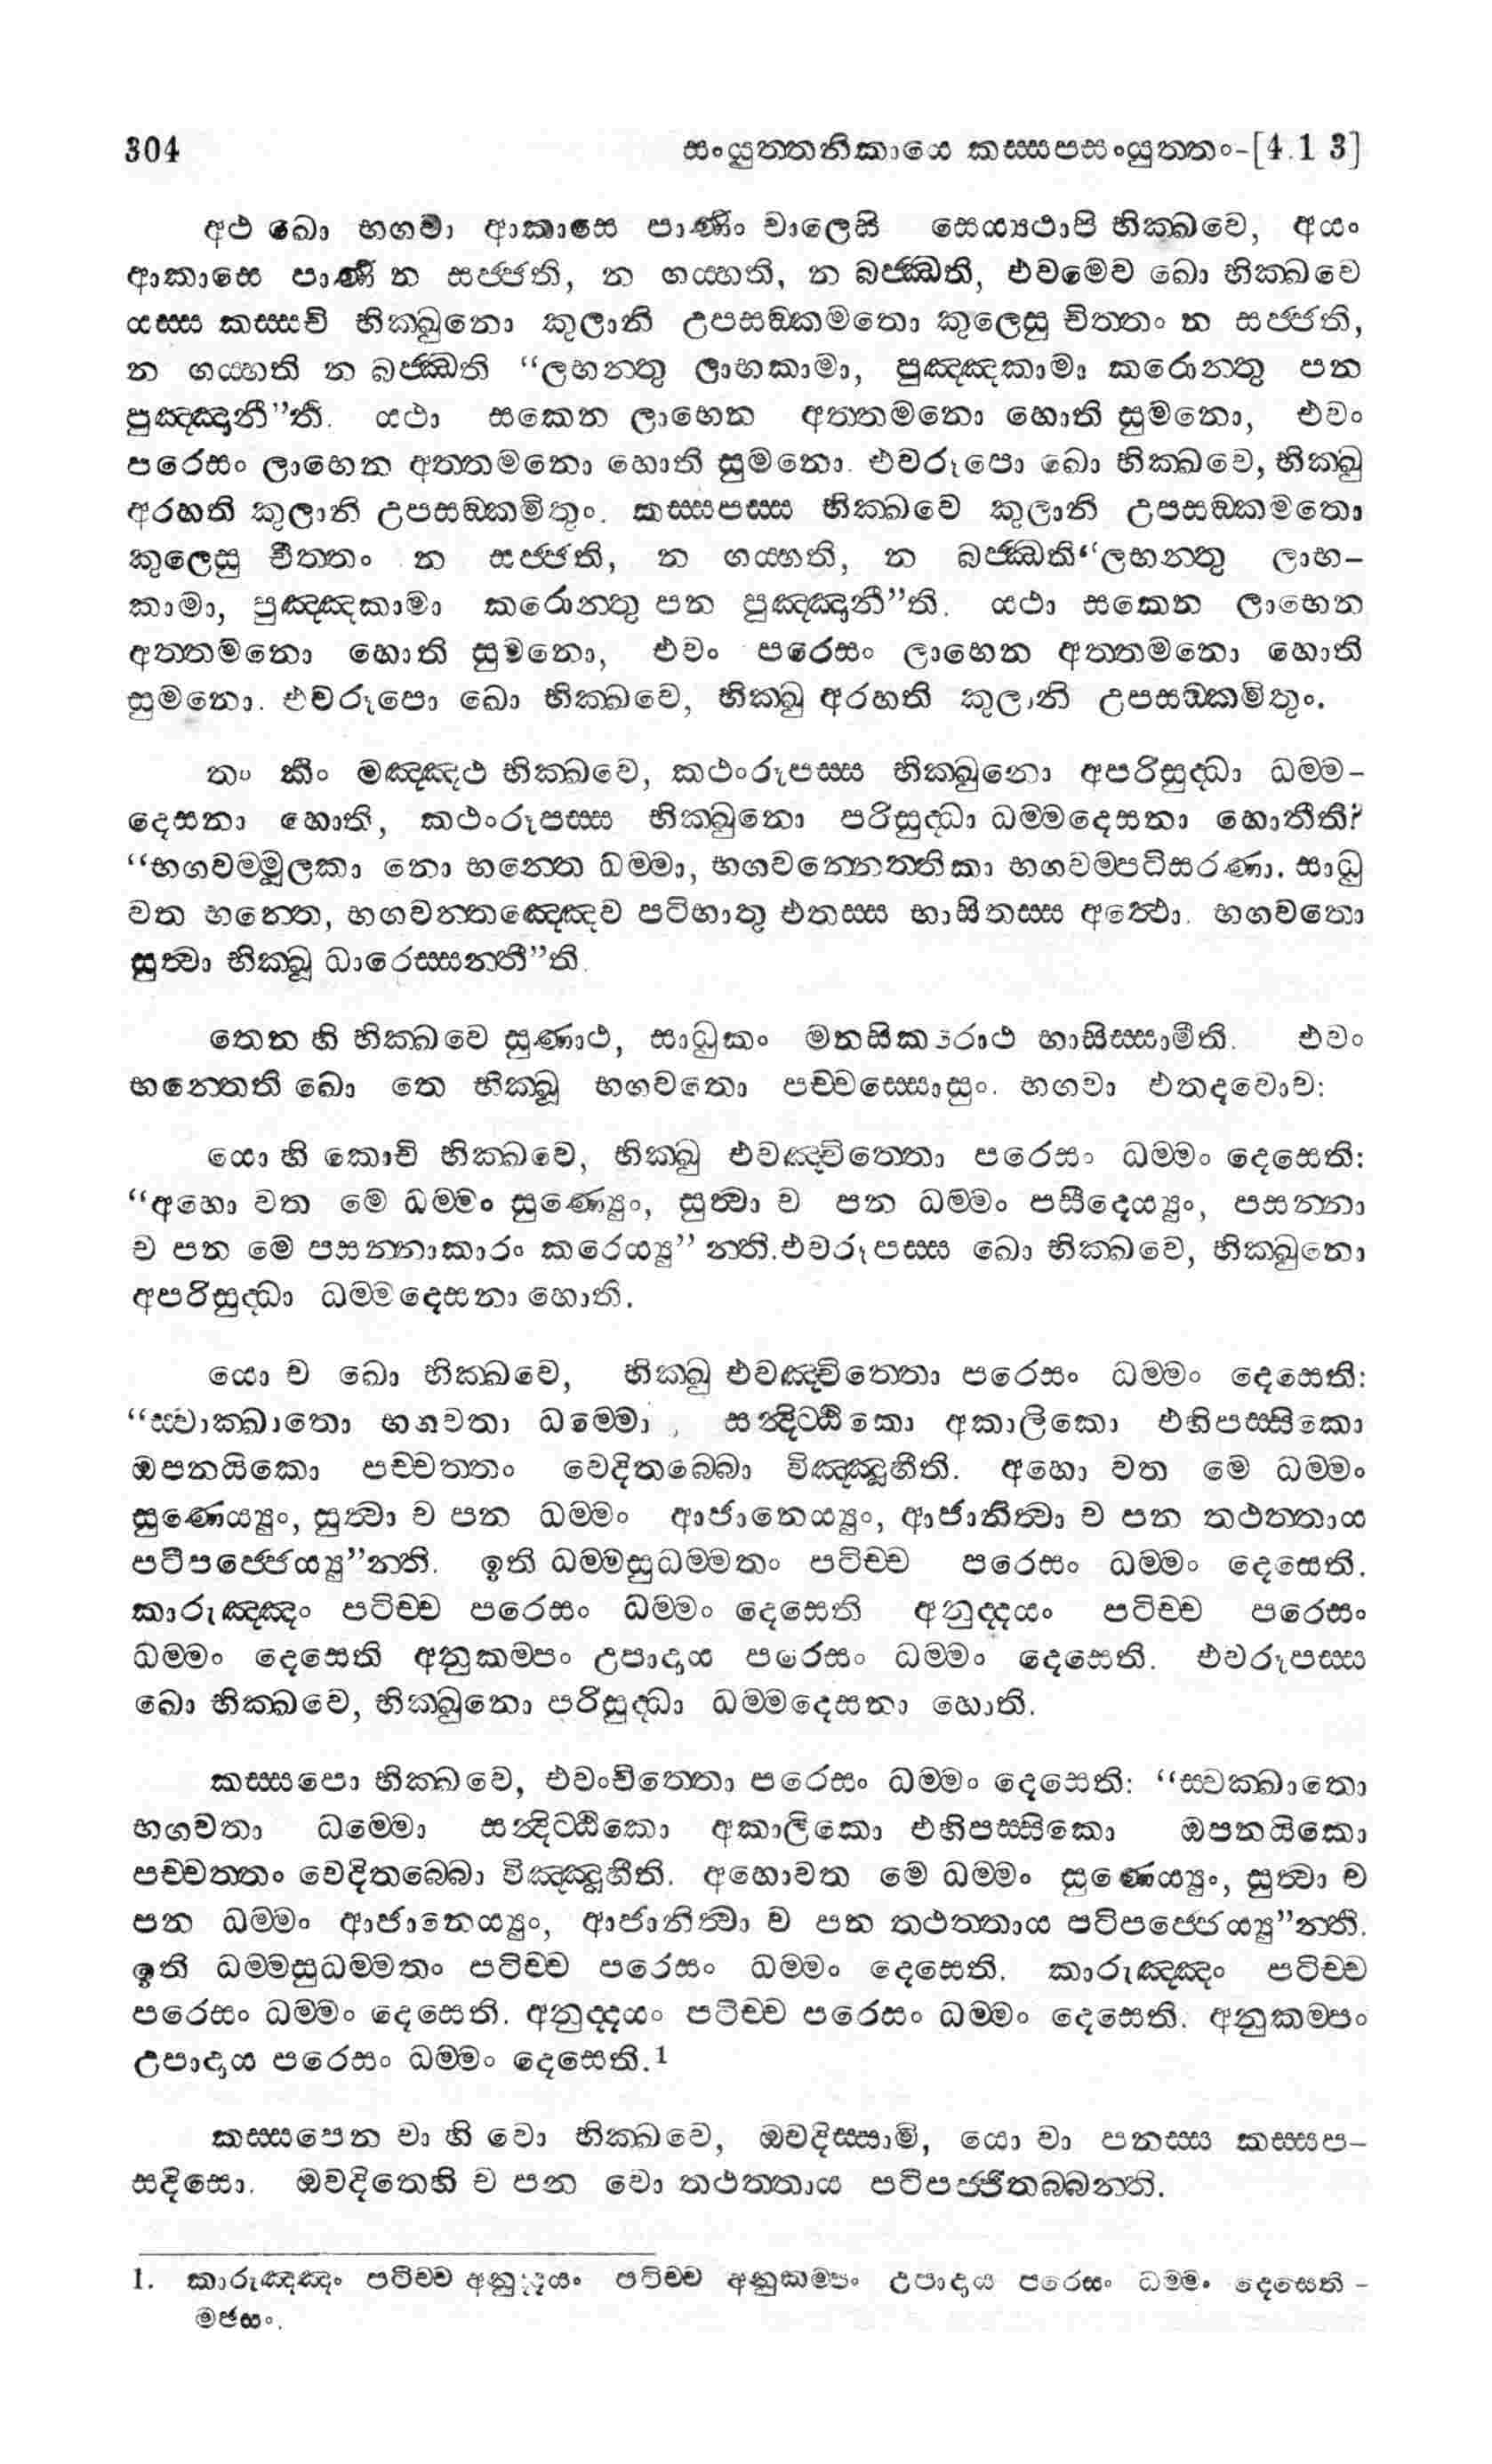 304 සංයුත්තනිකායෙ කස්සපසංයුත්තං-[4.1 3]
අථ ඛො භගවා ආකාසෙ පාණිං චාලෙසි සෙය්‍යථාපි භික්ඛවෙ, අයං
ආකාසෙ පාණි න සජ්ජති, න ගය්හති, න බජ්ඣති, එවමෙව ඛො භික්ඛවෙ
යස්ස කස්සචි භික්ඛුනො කුලානි උපසඞ්කමතො කුලෙසු චිත්තං න සජ්ජති,
න ගය්හති න බජ්ඣති “ලභන්තු ලාභකාමා, පුඤ්ඤකාමා කරොන්තු පන
පුඤ්ඤානී”ති. යථා සකෙන ලාභෙන අත්තමනො හොති සුමනො, එවං
පරෙසං ලාභෙන අත්තමනො හොති සුමනො. එවරූපො ඛො භික්ඛවෙ, භික්ඛු
අරහති කුලානි උපසඞ්කමිතුං. කස්සපස්ස භික්ඛවෙ කුලානි උපසඞ්කමතො
කුලෙසු චිත්තං න සජ්ජති, න ගය්හති, න බජ්ඣති“ලභන්තු ලාභ-
කාමා, පුඤ්ඤකාමා කරොන්තු පන පුඤ්ඤානී”ති. යථා සකෙන ලාභෙන
අත්තමනො හොති සුමනො, එවං පරෙසං ලාභෙන අත්තමනො හොති
සුමනො. එවරූපො ඛො භික්ඛවෙ, භික්ඛු අරහති කුලානි උපසඞ්කමිතුං.
තං කිං මඤ්ඤථ භික්ඛවෙ, කථංරූපස්ස භික්ඛුනො අපරිසුද්ධා ධම්ම-
දෙසනා හොති, කථංරූපස්ස භික්ඛුනො පරිසුද්ධා ධම්මදෙසනා හොතීති?
“භගවම්මූලකා නො භන්තෙ ධම්මා, භගවන්නෙත්තිකා භගවම්පටිසරණා. සාධු
වත භන්තෙ, භගවන්තඤ්ඤෙව පටිභාතු එතස්ස භාසිතස්ස අත්ථො. භගවතො
සුත්වා භික්ඛූ ධාරෙස්සන්තී”ති.
තෙන හි භික්ඛවෙ සුණාථ, සාධුකං මනසිකරොථ භාසිස්සාමීති. එවං
භන්තෙති ඛො තෙ භික්ඛූ භගවතො පච්චස්සොසුං. භගවා එතදවොච:
යො හි කොචි භික්ඛවෙ, භික්ඛු එවඤ්චිත්තො පරෙසං ධම්මං දෙසෙති:
“අහො වත මෙ ධම්මං සුණෙය්‍යුං, සුත්වා ච පන ධම්මං පසීදෙය්‍යුං, පසන්නා
ච පන මෙ පසන්නාකාරං කරෙය්‍යු” න්ති.එවරූපස්ස ඛො භික්ඛවෙ, භික්ඛුනො
අපරිසුද්ධා ධම්මදෙසනා හොති.
යො ච ඛො භික්ඛවෙ, භික්ඛු එවඤ්චිත්තො පරෙසං ධම්මං දෙසෙති:
“ස්වාක්ඛාතො භගවතා ධම්මො, සන්දිට්ඨිකො අකාලිකො එහිපස්සිකො
ඔපනයිකො පච්චත්තං වෙදිතබ්බො විඤ්ඤූහීති. අහො වත මෙ ධම්මං
සුණෙය්‍යුං, සුත්වා ච පන ධම්මං ආජානෙය්‍යුං, ආජානිත්වා ච පන තථත්තාය
පටිපජ්ජෙය්‍යු”න්ති. ඉති ධම්මසුධම්මතං පටිච්ච පරෙසං ධම්මං දෙසෙති.
කාරුඤ්ඤං පටිච්ච පරෙසං ධම්මං දෙසෙති අනුද්දයං පටිච්ච පරෙසං
ධම්මං දෙසෙති අනුකම්පං උපාදාය පරෙසං ධම්මං දෙසෙති. එවරූපස්ස
ඛො භික්ඛවෙ, භික්ඛුනො පරිසුද්ධා ධම්මදෙසනා හොති.
කස්සපො භික්ඛවෙ, එවංචිත්තො පරෙසං ධම්මං දෙසෙති: “ස්වක්ඛාතො
භගවතා ධම්මො සන්දිට්ඨිකො අකාලිකො එහිපස්සිකො ඔපනයිකො
පච්චත්තං වෙදිතබ්බො විඤ්ඤූහීති. අහොවත මෙ ධම්මං සුණෙය්‍යුං, සුත්වා ච
පන ධම්මං ආජානෙය්‍යුං, ආජානිත්වා ච පන තථත්තාය පටිපජ්ජෙය්‍යු”න්ති.
ඉති ධම්මසුධම්මතං පටිච්ච පරෙසං ධම්මං දෙසෙති. කාරුඤ්ඤං පටිච්ච
පරෙසං ධම්මං දෙසෙති. අනුද්දයං පටිච්ච පරෙසං ධම්මං දෙසෙති. අනුකම්පං
උපාදාය පරෙසං ධම්මං දෙසෙති.1
කස්සපෙන වා හි වො භික්ඛවෙ, ඔවදිස්සාමි, යො වා පනස්ස කස්සප-
සදිසො. ඔවදිතෙහි ච පන වො තථත්තාය පටිපජ්ජිතබ්බන්ති.
1. කාරුඤ්ඤං පටිච්ච අනුද්දයං පටිච්ච අනුකම්පං උපාදාය පරෙසං ධම්මං දෙසෙති -
මජසං.